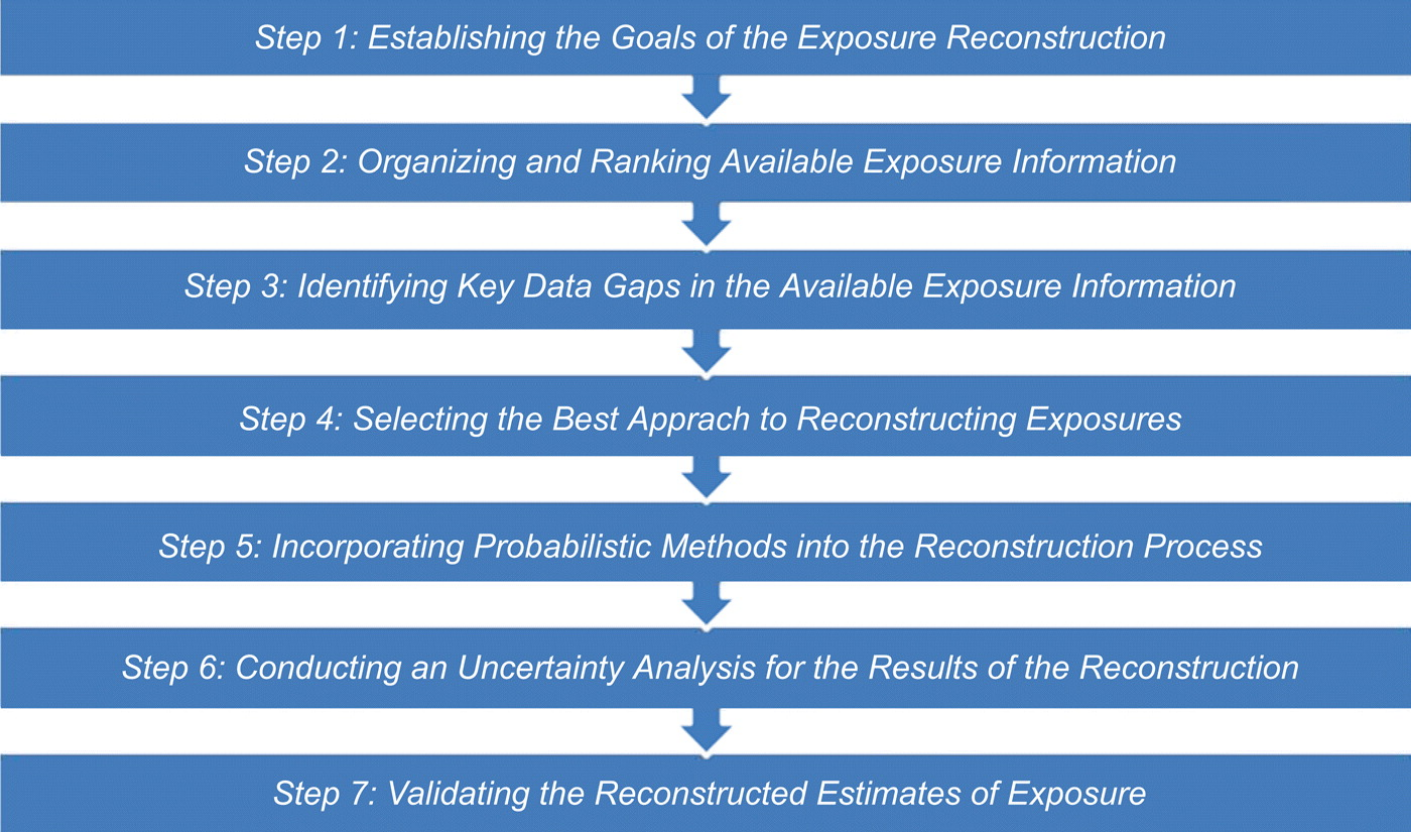 Step 1: Establishing the Goals of the Exposure Reconstruction
Step 2: Organizing and Ranking Available Exposure Information
Step 3: Identifying Key Data Gaps in the Available Exposure Information
Step 4: Selecting the Best Apprach to Reconstructing Exposures
Step 5: Incorporating Probabilistic Methods into the Reconstruction Process
Step 6: Conducting an Uncertainty Analysis for the Results of the Reconstruction
Step 7: Validating the Reconstructed Estimates of Exposure